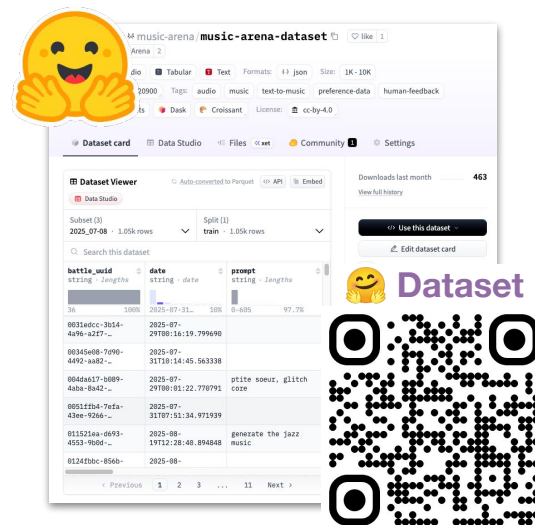 music-arena/music-arena-dataset like 1
Arena 2
Tabular Text Formats: json Size: 1K - 10K
20900 Tags: audio music text-to-music preference-data human-feedback
Dask Croissant License: cc-by-4.0
Dataset card Data Studio Files xet Community 1 Settings
Dataset Viewer Auto-converted to Parquet API Embed
Data Studio
Downloads last month 463
View full history
Subset (3) Split (1)
2025_07-08 · 1.05k rows train · 1.05k rows
Use this dataset
Edit dataset card
Search this dataset
battle_uuid date prompt
string · lengths string · date string · lengths
36 100% 2025-07-31… 10% 0-605 97.7%
0031edcc-3b14- 2025-07-
4a96-a2f7-… 29T00:16:19.799690
00345e08-7d90- 2025-07-
4492-aa82-… 31T10:14:45.563338
004da617-b089- 2025-07- ptite soeur, glitch
4aba-8a42-… 29T00:01:22.770791 core
0051ffb4-7efa- 2025-07-
43ee-9266-… 31T07:51:34.971939
011521ea-d693- 2025-08- generate the jazz
4553-9b0d-… 19T12:28:40.894848 music
0124fbbc-856b- 2025-08-
< Previous 1 2 3 ... 11 Next >
Dataset